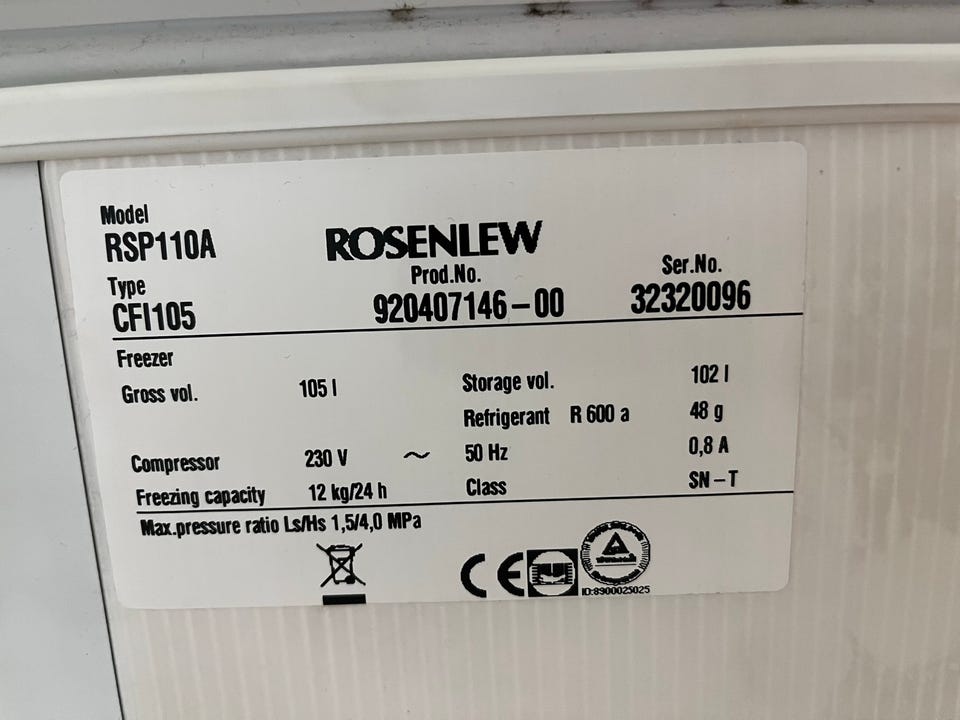 Model
RSP110A
ROSENLEW
Type
Prod.No.
Ser.No.
CFI105
920407146-00
32320096
Freezer
Gross vol. 105 l Storage vol. 102 l
Refrigerant R 600 a 48 g
Compressor 230 V ~ 50 Hz 0,8 A
Freezing capacity 12 kg/24 h Class SN-T
Max.pressure ratio Ls/Hs 1,5/4,0 MPa
CE
ID:8900025025